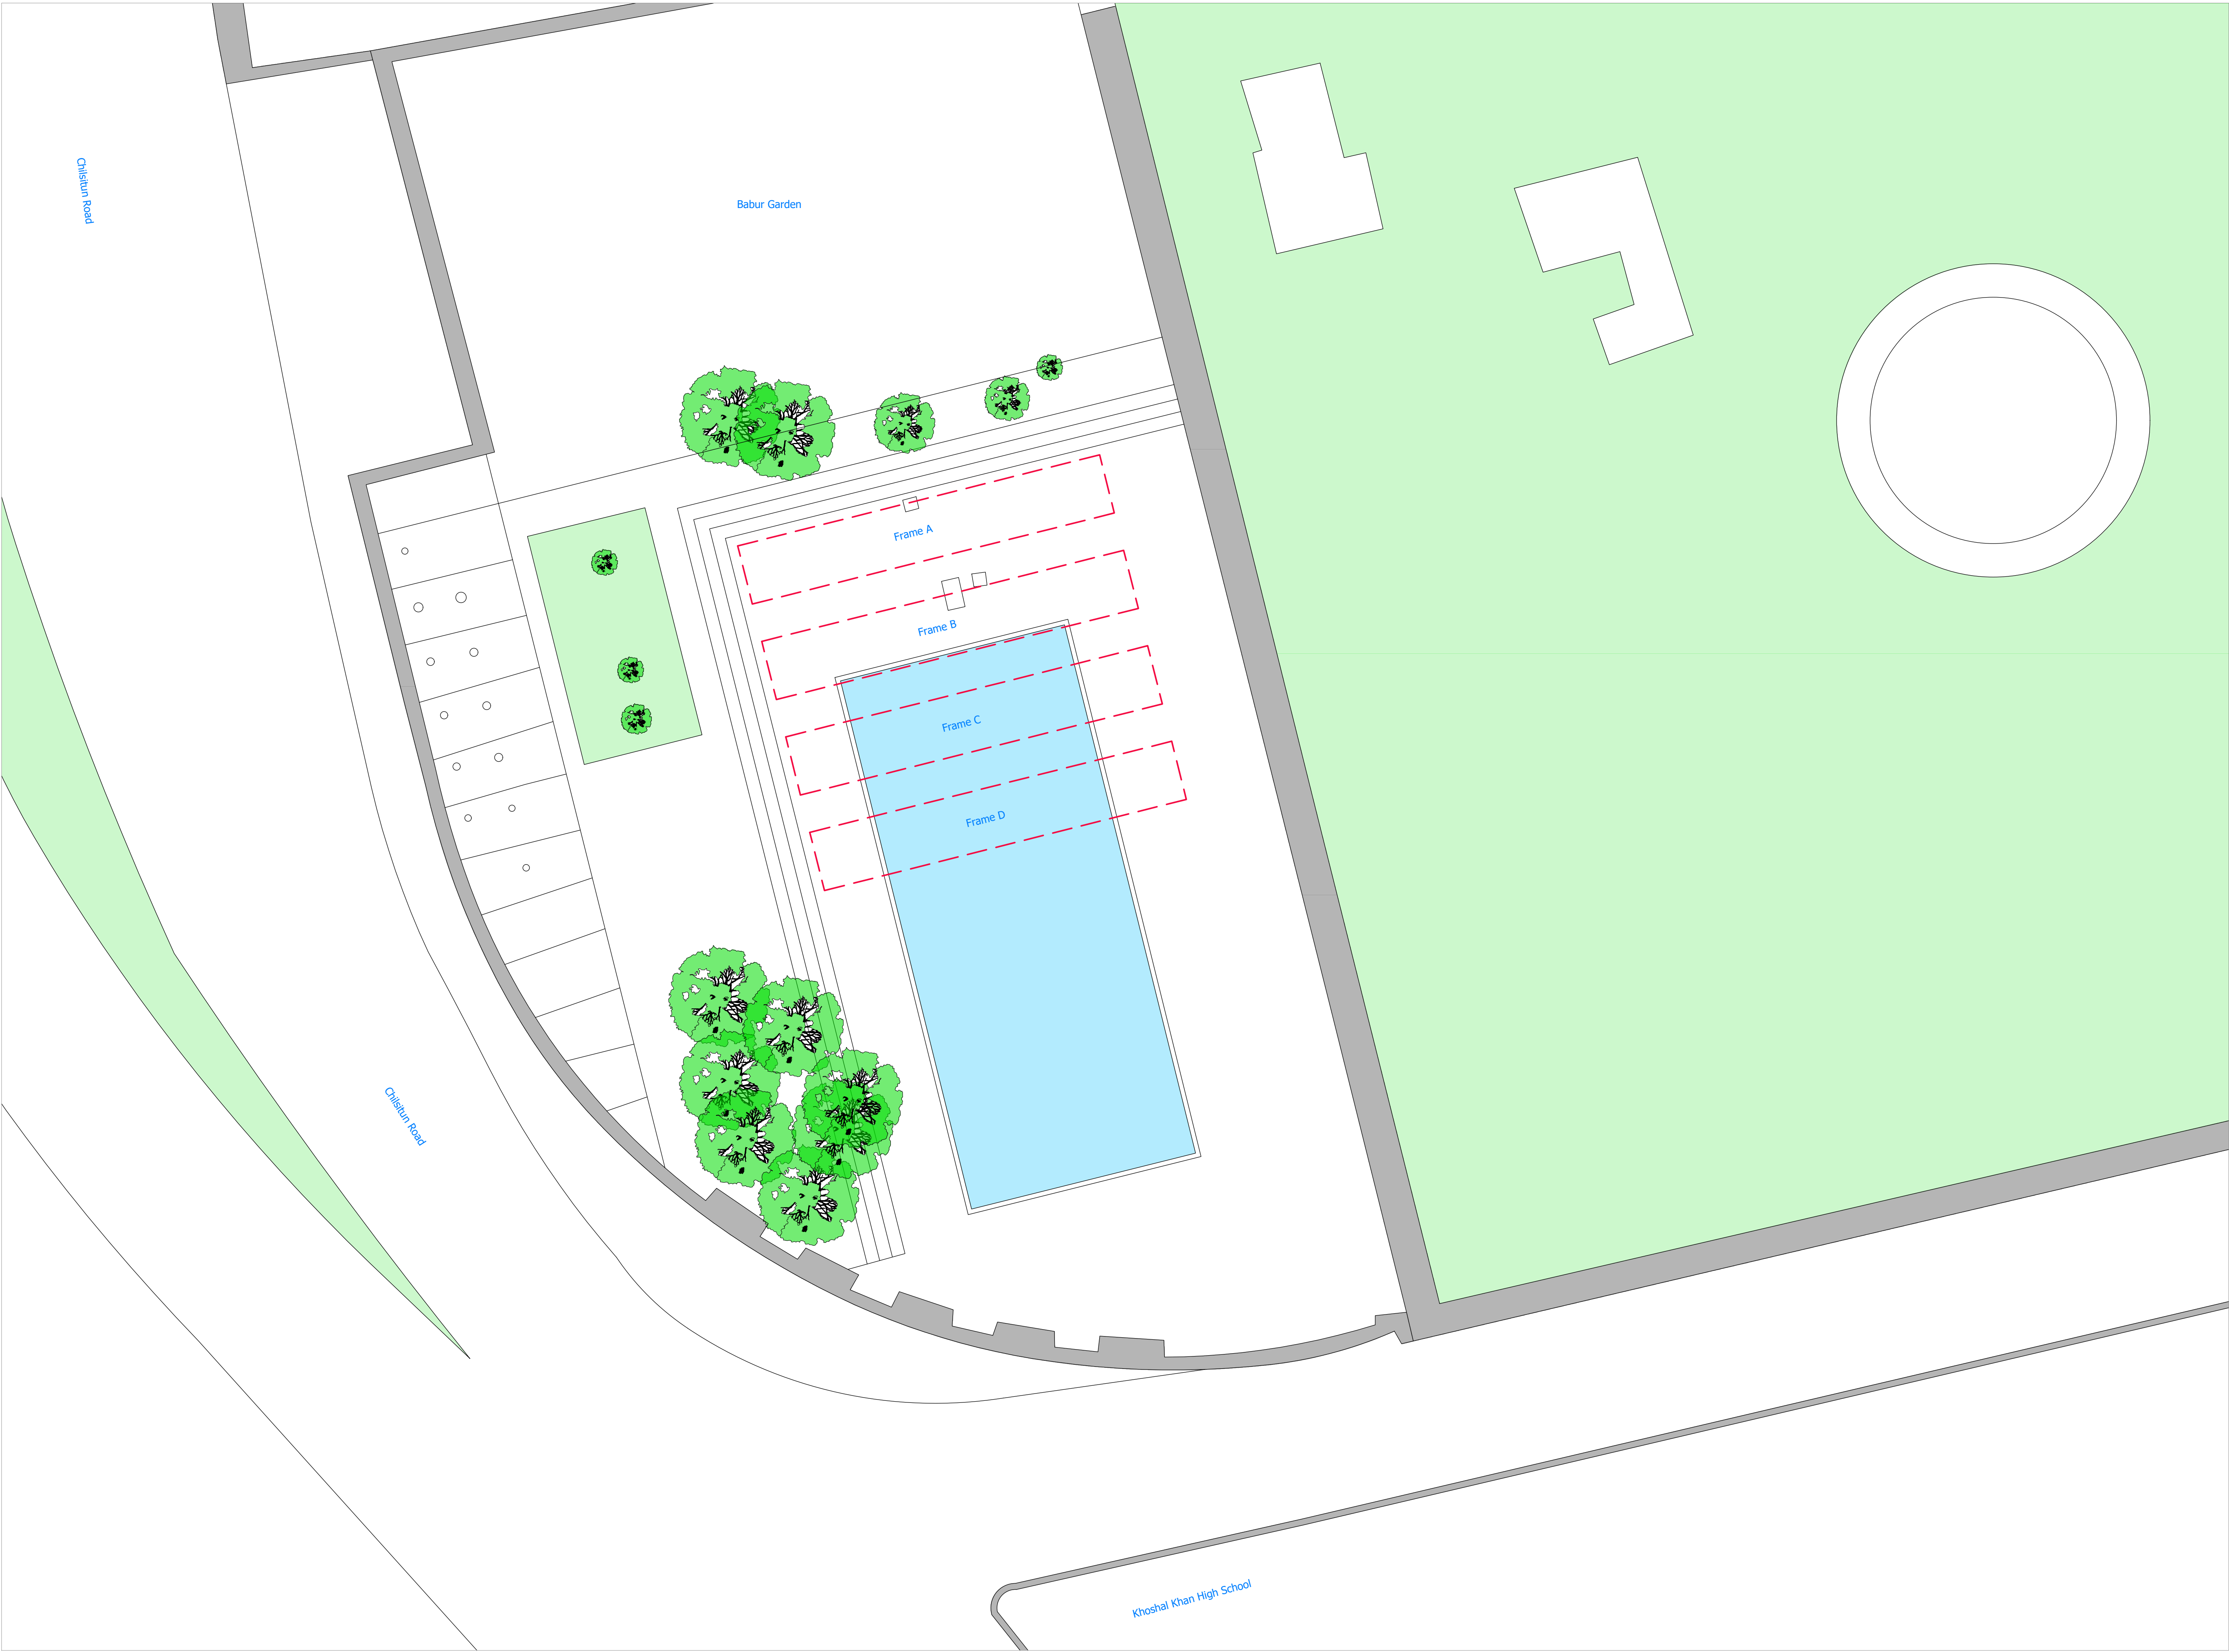 Chilsitun Road
Babur Garden
Frame A
Frame B
Frame C
Frame D
Chilsitun Road
Khoshal Khan High School